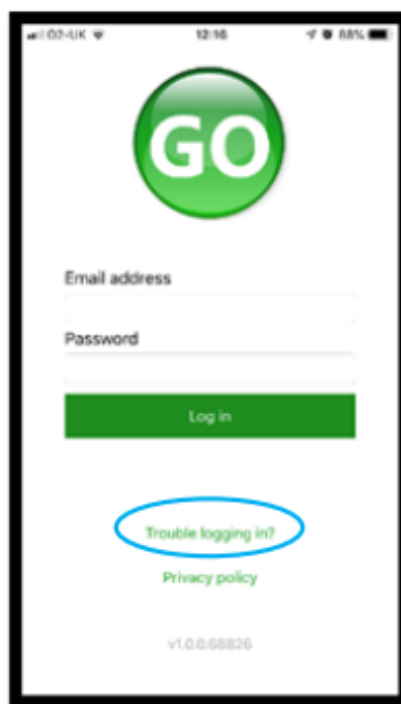 O2-UK 12:16 88%
GO
Email address
Password
Log in
Trouble logging in?
Privacy policy
v1.0.0.68826